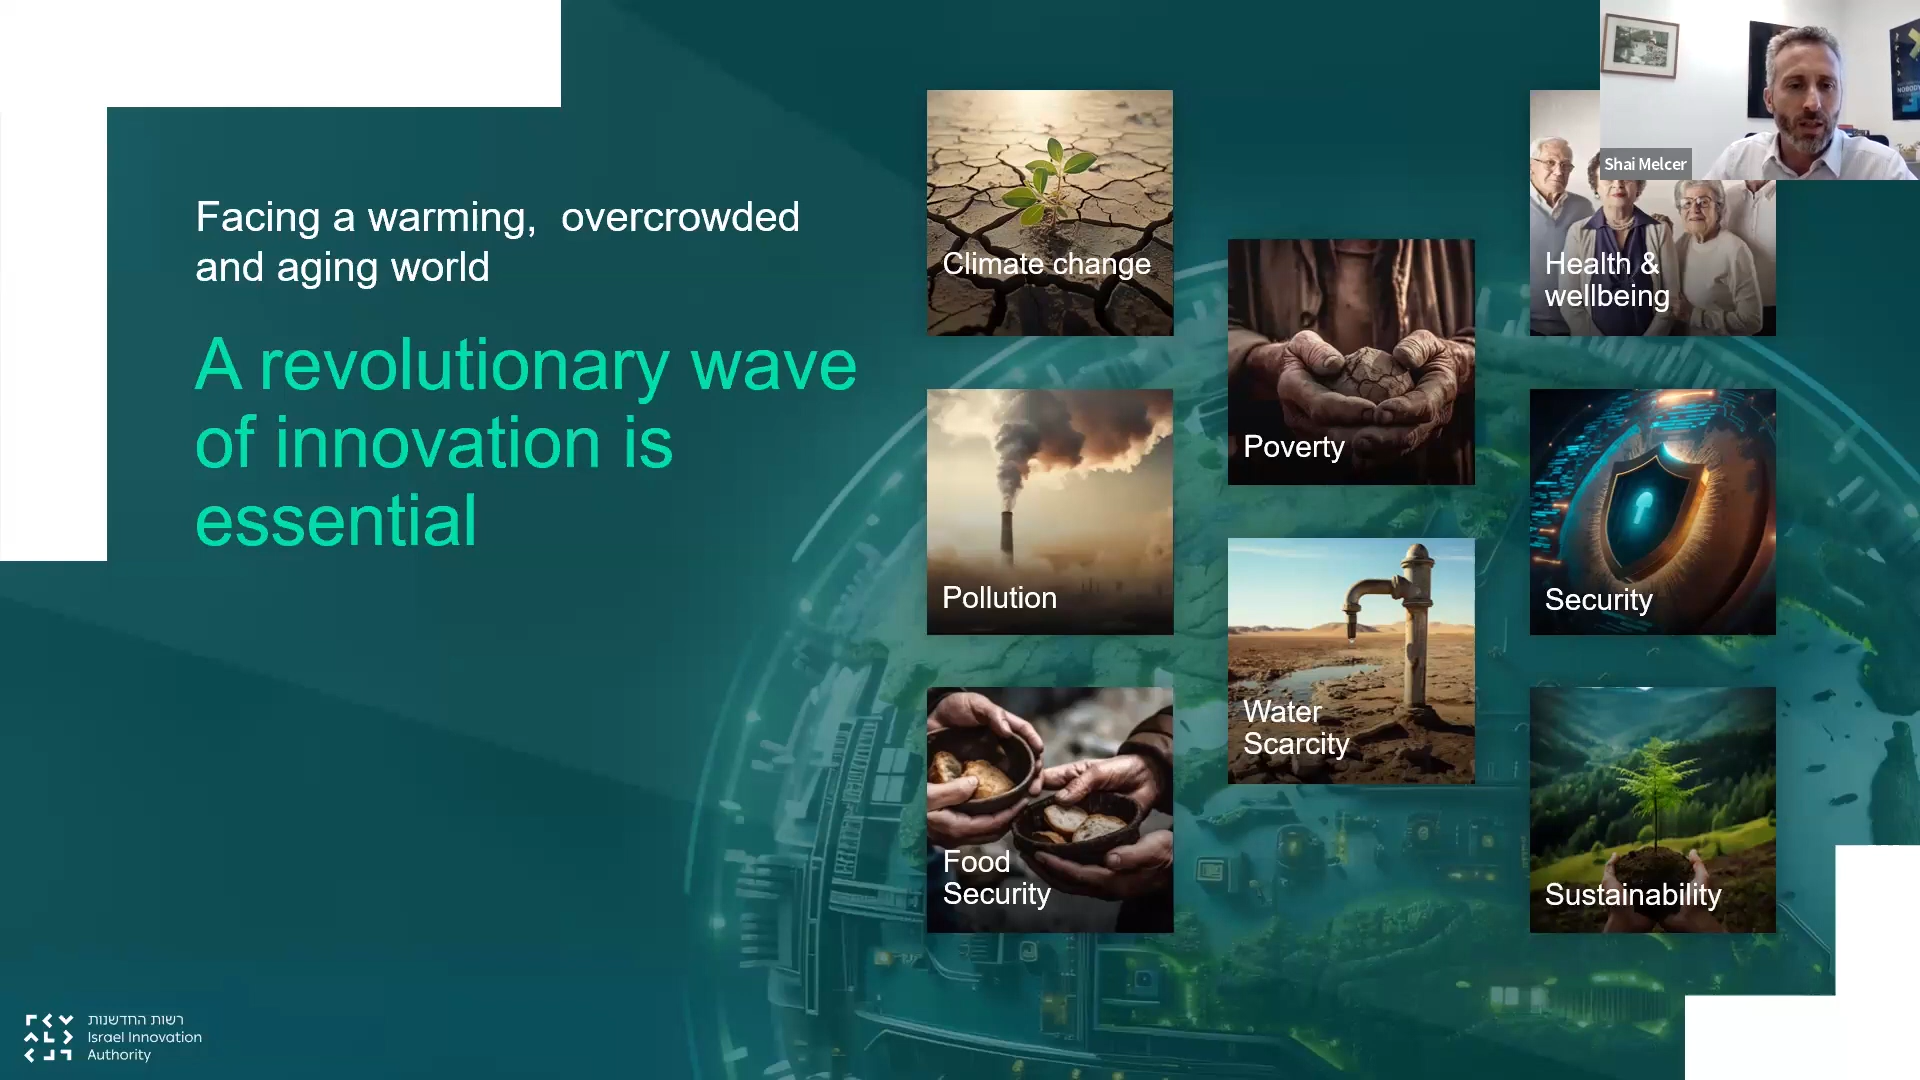 Facing a warming, overcrowded
and aging world
A revolutionary wave
of innovation is
essential
Climate change
Pollution
Food
Security
Poverty
Water
Scarcity
Health &
wellbeing
Security
Sustainability
Shai Melcer
NOBODY
רשות החדשנות
Israel Innovation
Authority